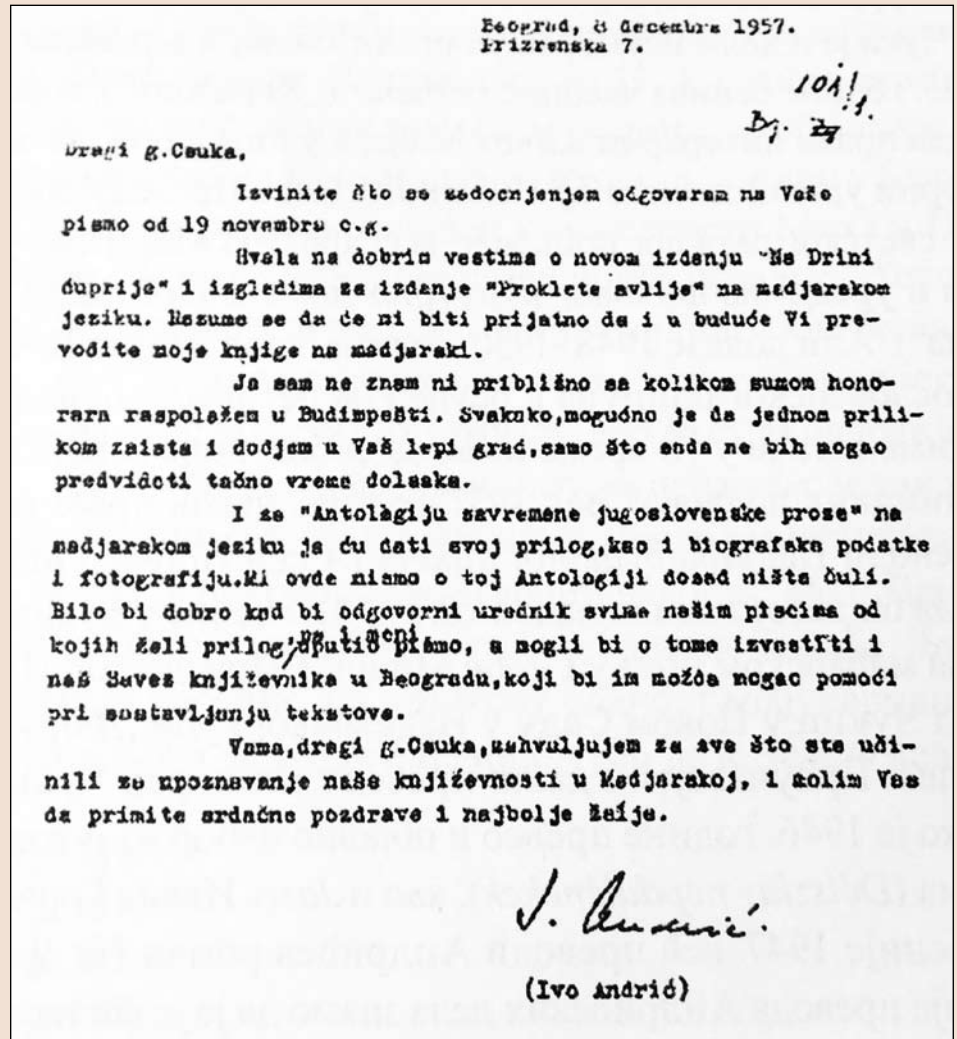 Beograd, 8 decembra 1957.
Prizrenska 7.
101/1.
Dragi g.Csuka,
Izvinite što sa zadocnjenjem odgovaram na Vaše
pismo od 19 novembra o.g.
Hvala na dobrim vestima o novom izdanju "Na Drini
ćuprije" i izgledima za izdanje "Proklete avlije" na madjarskom
jeziku. Razume se da će mi biti prijatno da i u buduće Vi pre-
vodite moje knjige na madjarski.
Ja sam ne znam ni približno sa kolikom sumom hono-
rara raspolažem u Budimpešti. Svakako,mogućno je da jednom prili-
kom zaista i dodjem u Vaš lepi grad,samo što sada ne bih mogao
predvideti tačno vreme dolaska.
I za "Antologiju savremene jugoslovenske proze" na
madjarskom jeziku ja ću dati svoj prilog,kao i biografske podatke
i fotografiju.Mi ovde nismo o toj Antologiji dosad ništa čuli.
Bilo bi dobro kad bi odgovorni urednik svima našim piscima od
kojih želi prilog, pa i meni uputio pismo, a mogli bi o tome izvestiti i
naš Savez književnika u Beogradu,koji bi im možda mogao pomoći
pri sastavljanju tekstova.
Vama,dragi g.Csuka,zahvaljujem za sve što ste uči-
nili za upoznavanje naše književnosti u Madjarskoj, i molim Vas
da primite srdačne pozdrave i najbolje želje.
I. Andrić.
(Ivo Andrić)